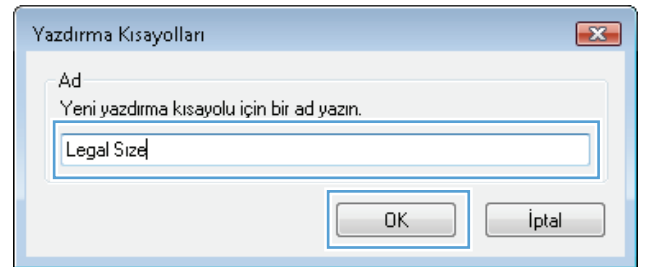 Yazdırma Kısayolları
Ad
Yeni yazdırma kısayolu için bir ad yazın.
Legal Size
OK İptal